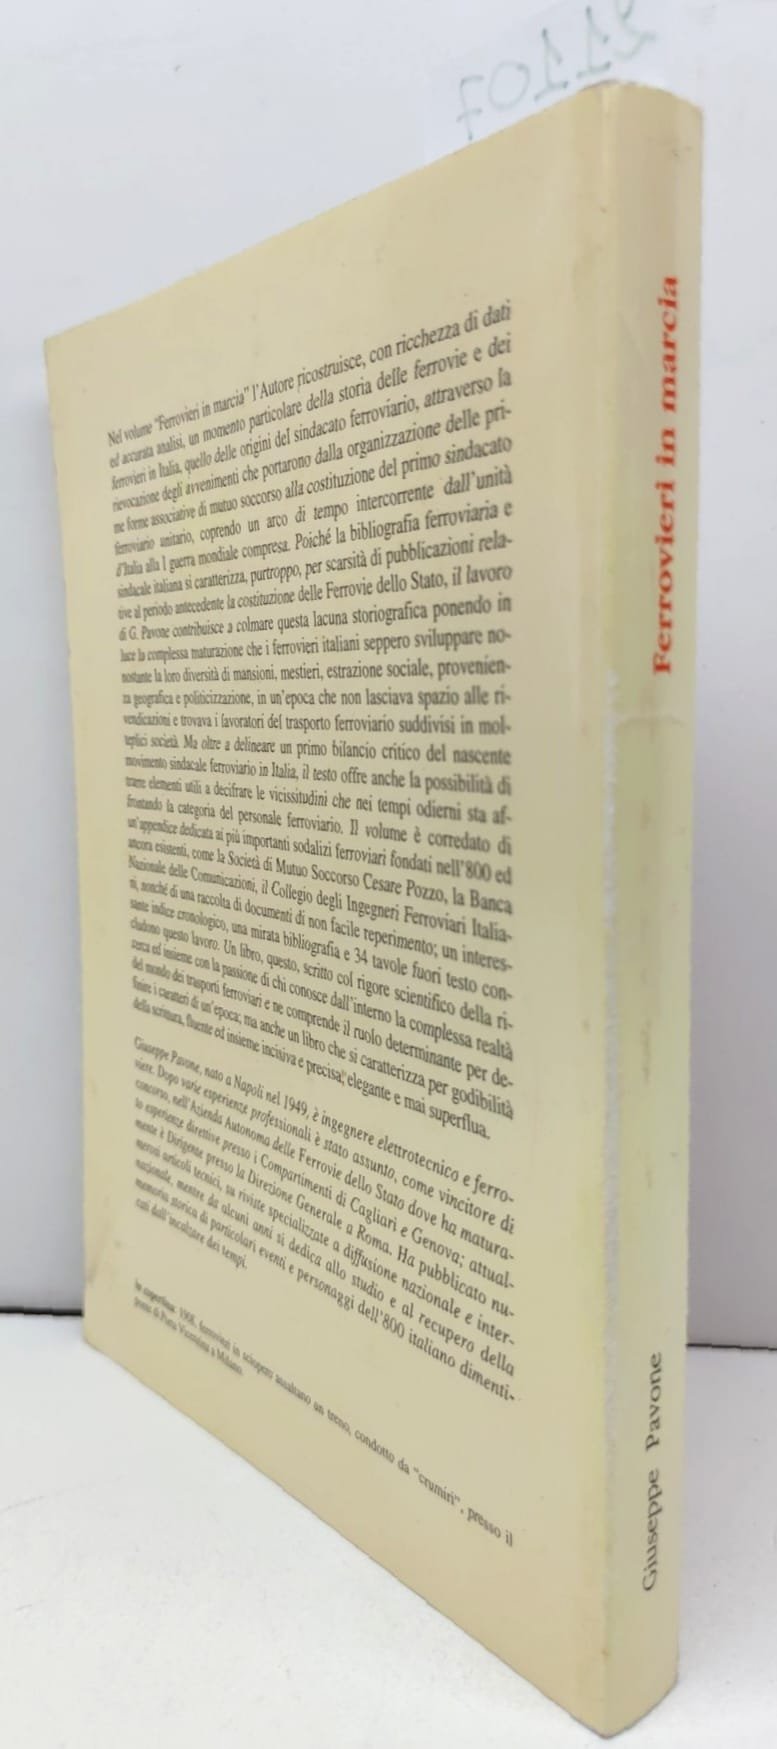 21107
Nel volume "Ferrovieri in marcia" l'Autore ricostruisce, con ricchezza di dati
ed accurata analisi, un momento particolare della storia delle ferrovie e dei
ferrovieri in Italia, quello delle origini del sindacato ferroviario, attraverso la
rievocazione degli avvenimenti che portarono dalla organizzazione delle pri-
me forme associative di mutuo soccorso alla costituzione del primo sindacato
ferroviario unitario, coprendo un arco di tempo intercorrente dall'unità
d'Italia alla I guerra mondiale compresa. Poiché la bibliografia ferroviaria e
sindacale italiana si caratterizza, purtroppo, per scarsità di pubblicazioni rela-
tive al periodo antecedente la costituzione delle Ferrovie dello Stato, il lavoro
di G. Pavone contribuisce a colmare questa lacuna storiografica ponendo in
luce la complessa maturazione che i ferrovieri italiani seppero sviluppare no-
nostante la loro diversità di mansioni, mestieri, estrazione sociale, provenien-
za geografica e politicizzazione, in un'epoca che non lasciava spazio alle ri-
vendicazioni e trovava i lavoratori del trasporto ferroviario suddivisi in mol-
teplici società. Ma oltre a delineare un primo bilancio critico del nascente
movimento sindacale ferroviario in Italia, il testo offre anche la possibilità di
trarre elementi utili a decifrare le vicissitudini che nei tempi odierni sta af-
frontando la categoria del personale ferroviario. Il volume è corredato di
un'appendice dedicata ai più importanti sodalizi ferroviari fondati nell'800 ed
ancora esistenti, come la Società di Mutuo Soccorso Cesare Pozzo, la Banca
Nazionale delle Comunicazioni, il Collegio degli Ingegneri Ferroviari Italia-
ni, nonché di una raccolta di documenti di non facile reperimento; un interes-
sante indice cronologico, una mirata bibliografia e 34 tavole fuori testo con-
cludono questo lavoro. Un libro, questo, scritto col rigore scientifico della ri-
cerca ed insieme con la passione di chi conosce dall'interno la complessa realtà
del mondo dei trasporti ferroviari e ne comprende il ruolo determinante per de-
finire i caratteri di un'epoca; ma anche un libro che si caratterizza per godibilità
della scrittura, fluente ed insieme incisiva e precisa, elegante e mai superflua.
Giuseppe Pavone, nato a Napoli nel 1949, è ingegnere elettrotecnico e ferro-
viere. Dopo varie esperienze professionali è stato assunto, come vincitore di
concorso, nell'Azienda Autonoma delle Ferrovie dello Stato dove ha matura-
to esperienze direttive presso i Compartimenti di Cagliari e Genova; attual-
mente è Dirigente presso la Direzione Generale a Roma. Ha pubblicato nu-
merosi articoli tecnici, su riviste specializzate a diffusione nazionale e inter-
nazionale, mentre da alcuni anni si dedica allo studio e al recupero della
memoria storica di particolari eventi e personaggi dell'800 italiano dimenti-
cati dall'incalzare dei tempi.
In copertina: ferrovieri in sciopero assaltano un treno, condotto da "crumiri", presso il
ponte di Porta Vicentina a Milano.
Ferrovieri in marcia
Giuseppe Pavone